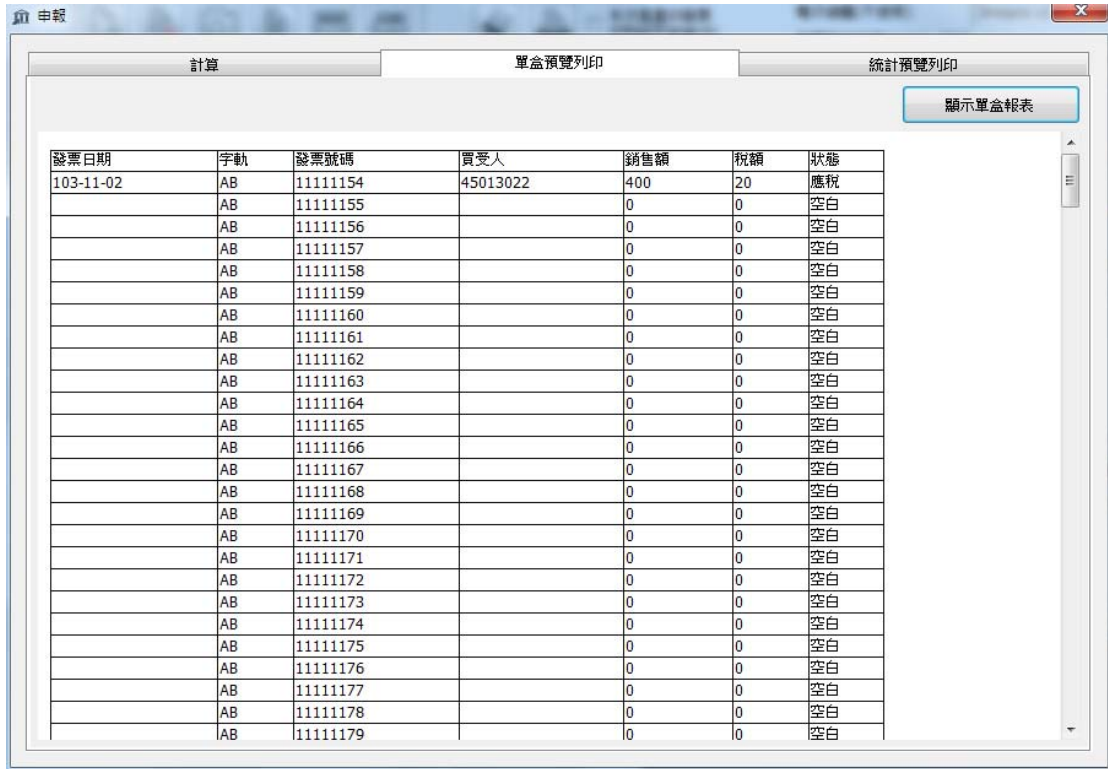 申報
計算 單盒預覽列印 統計預覽列印
顯示單盒報表
發票日期 字軌 發票號碼 買受人 銷售額 稅額 狀態
103-11-02 AB 11111154 45013022 400 20 應稅
AB 11111155 0 0 空白
AB 11111156 0 0 空白
AB 11111157 0 0 空白
AB 11111158 0 0 空白
AB 11111159 0 0 空白
AB 11111160 0 0 空白
AB 11111161 0 0 空白
AB 11111162 0 0 空白
AB 11111163 0 0 空白
AB 11111164 0 0 空白
AB 11111165 0 0 空白
AB 11111166 0 0 空白
AB 11111167 0 0 空白
AB 11111168 0 0 空白
AB 11111169 0 0 空白
AB 11111170 0 0 空白
AB 11111171 0 0 空白
AB 11111172 0 0 空白
AB 11111173 0 0 空白
AB 11111174 0 0 空白
AB 11111175 0 0 空白
AB 11111176 0 0 空白
AB 11111177 0 0 空白
AB 11111178 0 0 空白
AB 11111179 0 0 空白